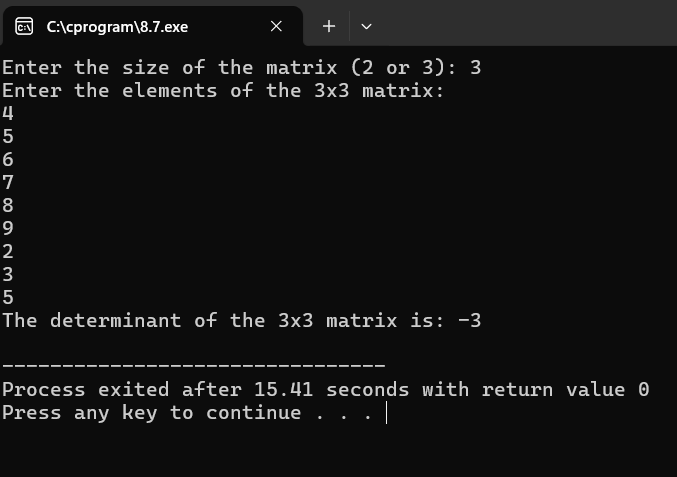 C:\cprogram\8.7.exe
Enter the size of the matrix (2 or 3): 3
Enter the elements of the 3x3 matrix:
4
5
6
7
8
9
2
3
5
The determinant of the 3x3 matrix is: -3
--------------------------------
Process exited after 15.41 seconds with return value 0
Press any key to continue . . .